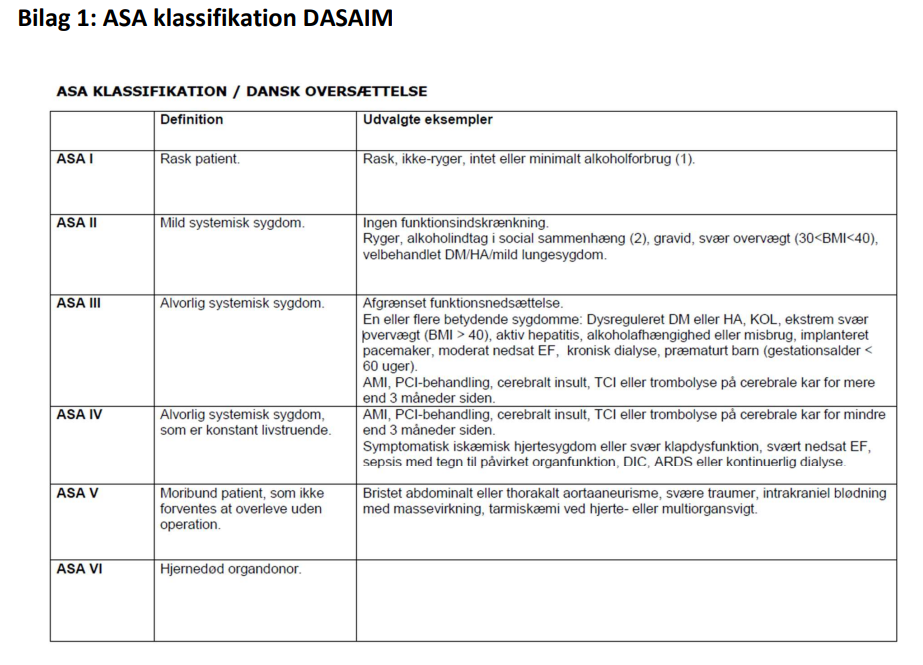 Bilag 1: ASA klassifikation DASAIM
ASA KLASSIFIKATION / DANSK OVERSÆTTELSE
Definition
Udvalgte eksempler
ASA I
Rask patient.
Rask, ikke-ryger, intet eller minimalt alkoholforbrug (1).
ASA II
Mild systemisk sygdom.
Ingen funktionsindskrænkning.
Ryger, alkoholindtag i social sammenhæng (2), gravid, svær overvægt (30<BMI<40),
velbehandlet DM/HA/mild lungesygdom.
ASA III
Alvorlig systemisk sygdom.
Afgrænset funktionsnedsættelse.
En eller flere betydende sygdomme: Dysreguleret DM eller HA, KOL, ekstrem svær
overvægt (BMI > 40), aktiv hepatitis, alkoholafhængighed eller misbrug, implanteret
pacemaker, moderat nedsat EF, kronisk dialyse, præmaturt barn (gestationsalder <
60 uger).
AMI, PCI-behandling, cerebralt insult, TCI eller trombolyse på cerebrale kar for mere
end 3 måneder siden.
ASA IV
Alvorlig systemisk sygdom,
som er konstant livstruende.
AMI, PCI-behandling, cerebralt insult, TCI eller trombolyse på cerebrale kar for mindre
end 3 måneder siden.
Symptomatisk iskæmisk hjertesygdom eller svær klapdysfunktion, svært nedsat EF,
sepsis med tegn til påvirket organfunktion, DIC, ARDS eller kontinuerlig dialyse.
ASA V
Moribund patient, som ikke
forventes at overleve uden
operation.
Bristet abdominalt eller thorakalt aortaaneurisme, svære traumer, intrakraniel blødning
med massevirkning, tarmiskæmi ved hjerte- eller multiorgansvigt.
ASA VI
Hjernedød organdonor.